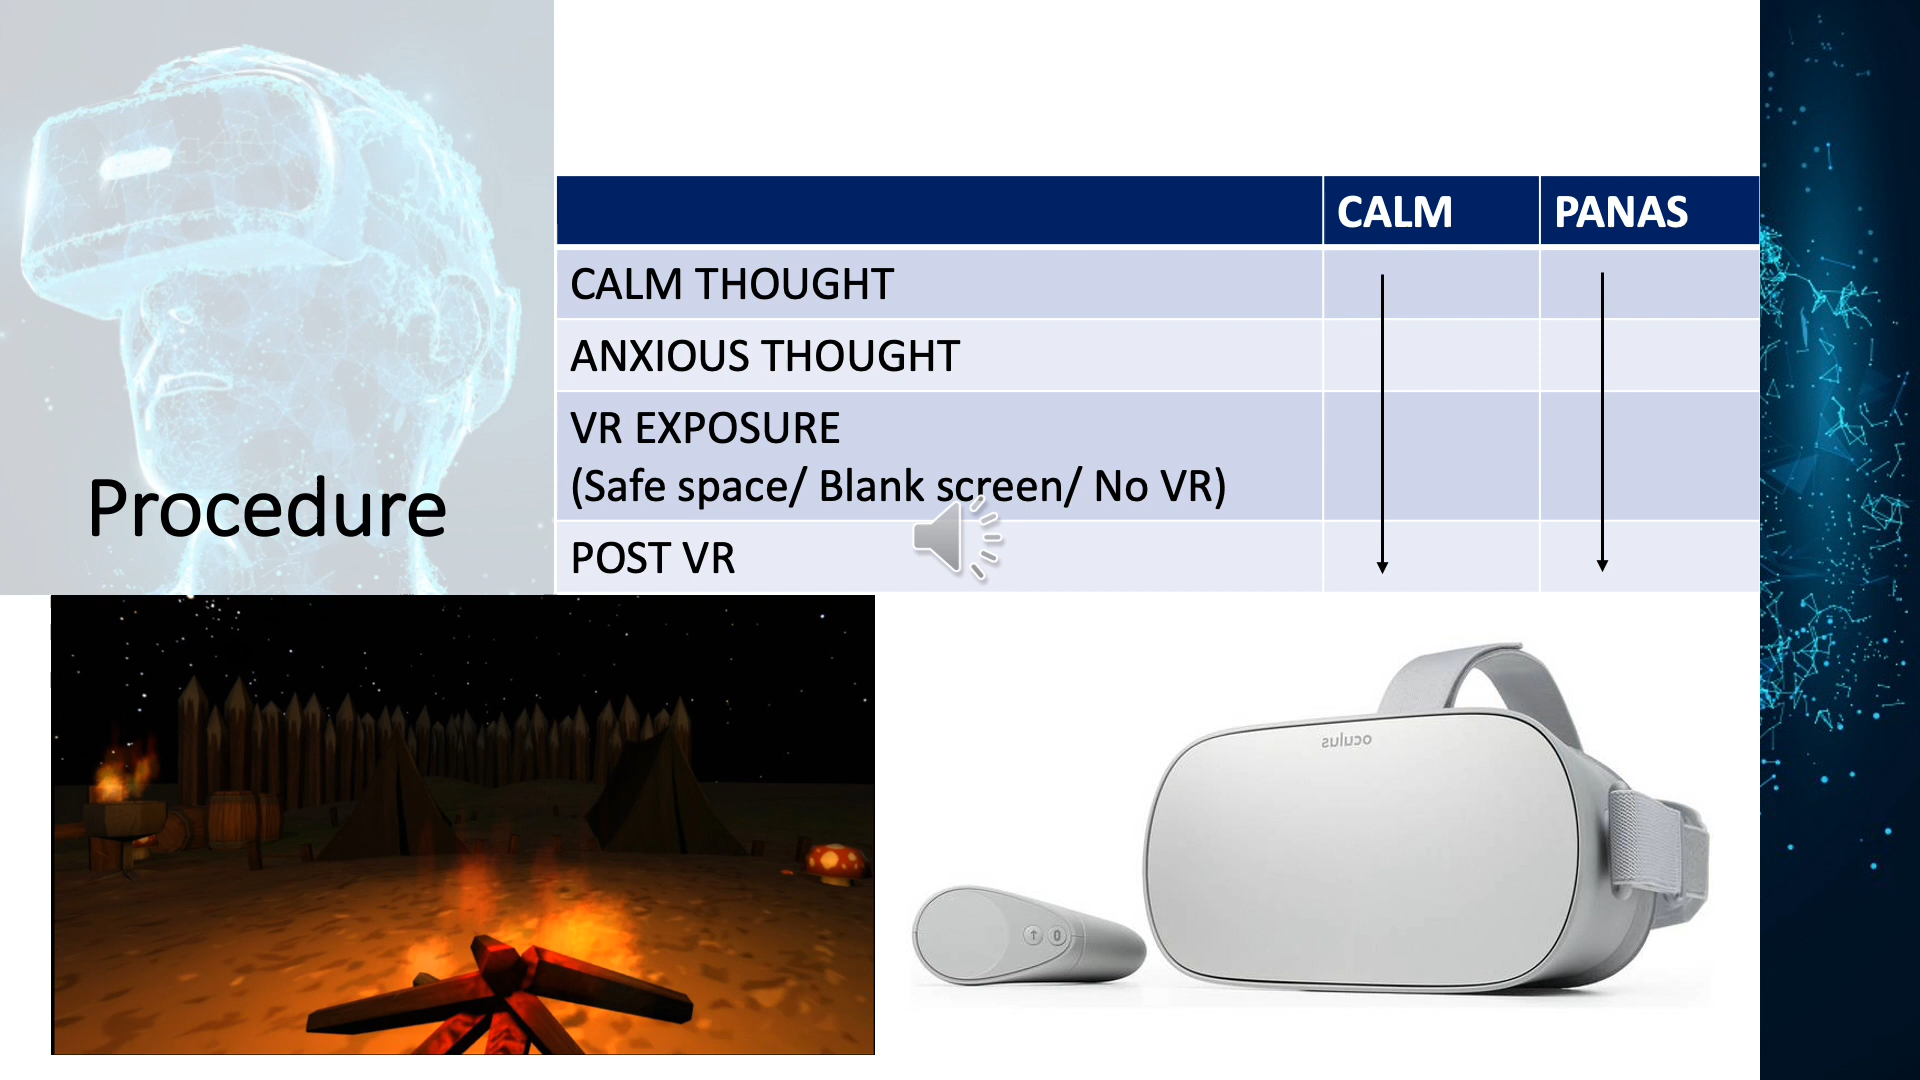 Procedure
CALM
PANAS
CALM THOUGHT
ANXIOUS THOUGHT
VR EXPOSURE
(Safe space/ Blank screen/ No VR)
POST VR
oculus